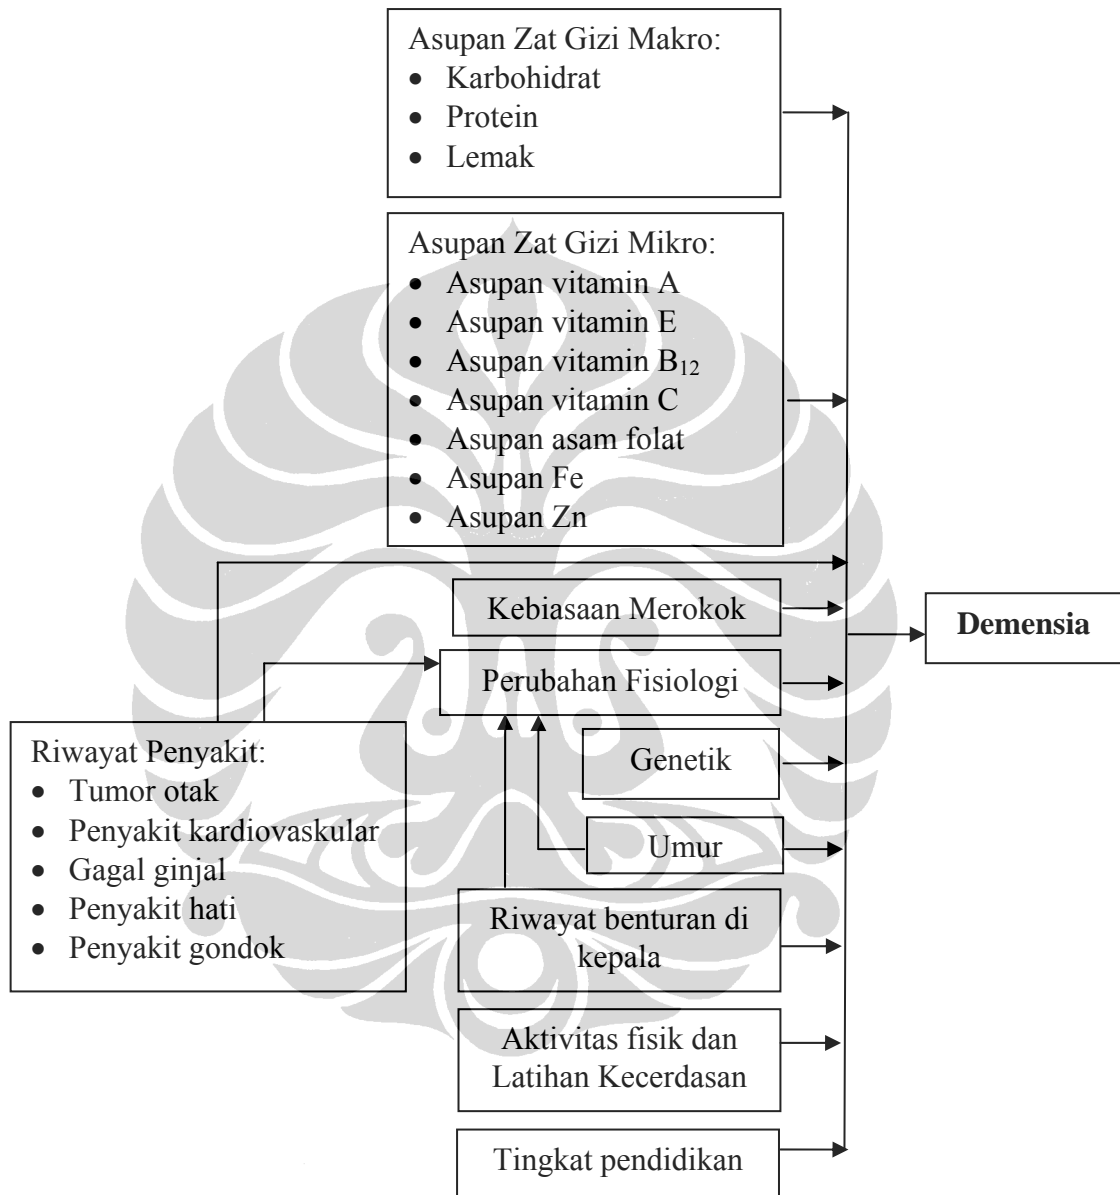 Asupan Zat Gizi Makro:
• Karbohidrat
• Protein
• Lemak
Asupan Zat Gizi Mikro:
• Asupan vitamin A
• Asupan vitamin E
• Asupan vitamin B₁₂
• Asupan vitamin C
• Asupan asam folat
• Asupan Fe
• Asupan Zn
Kebiasaan Merokok
Demensia
Perubahan Fisiologi
Riwayat Penyakit:
• Tumor otak
• Penyakit kardiovaskular
• Gagal ginjal
• Penyakit hati
• Penyakit gondok
Genetik
Umur
Riwayat benturan di
kepala
Aktivitas fisik dan
Latihan Kecerdasan
Tingkat pendidikan